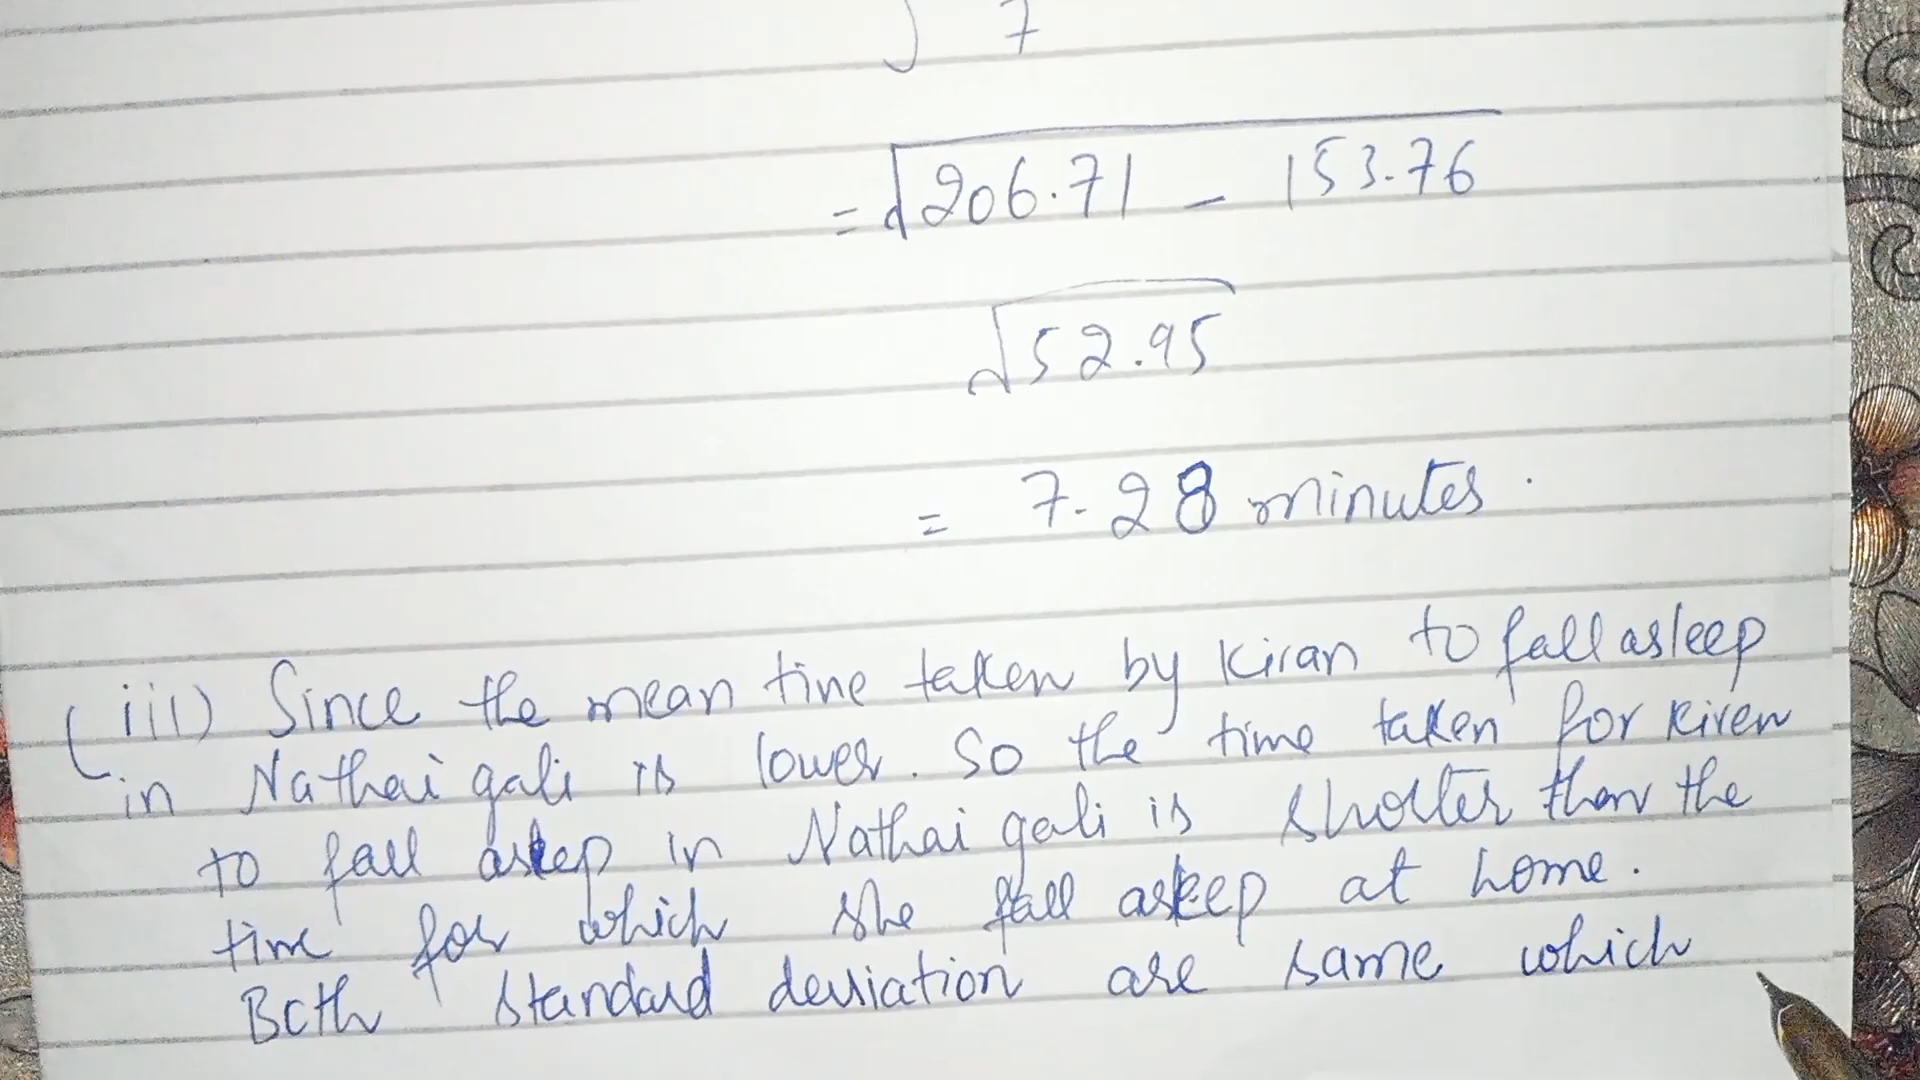 7
= √206.71 - 153.76
√52.95
= 7.28 minutes.
(iii) Since the mean time taken by Kiran to fall asleep
in Nathai gali is lower. So the time taken for Kiren
to fall asleep in Nathai gali is shorter than the
time for which she fall asleep at home.
Both standard deviation are same which